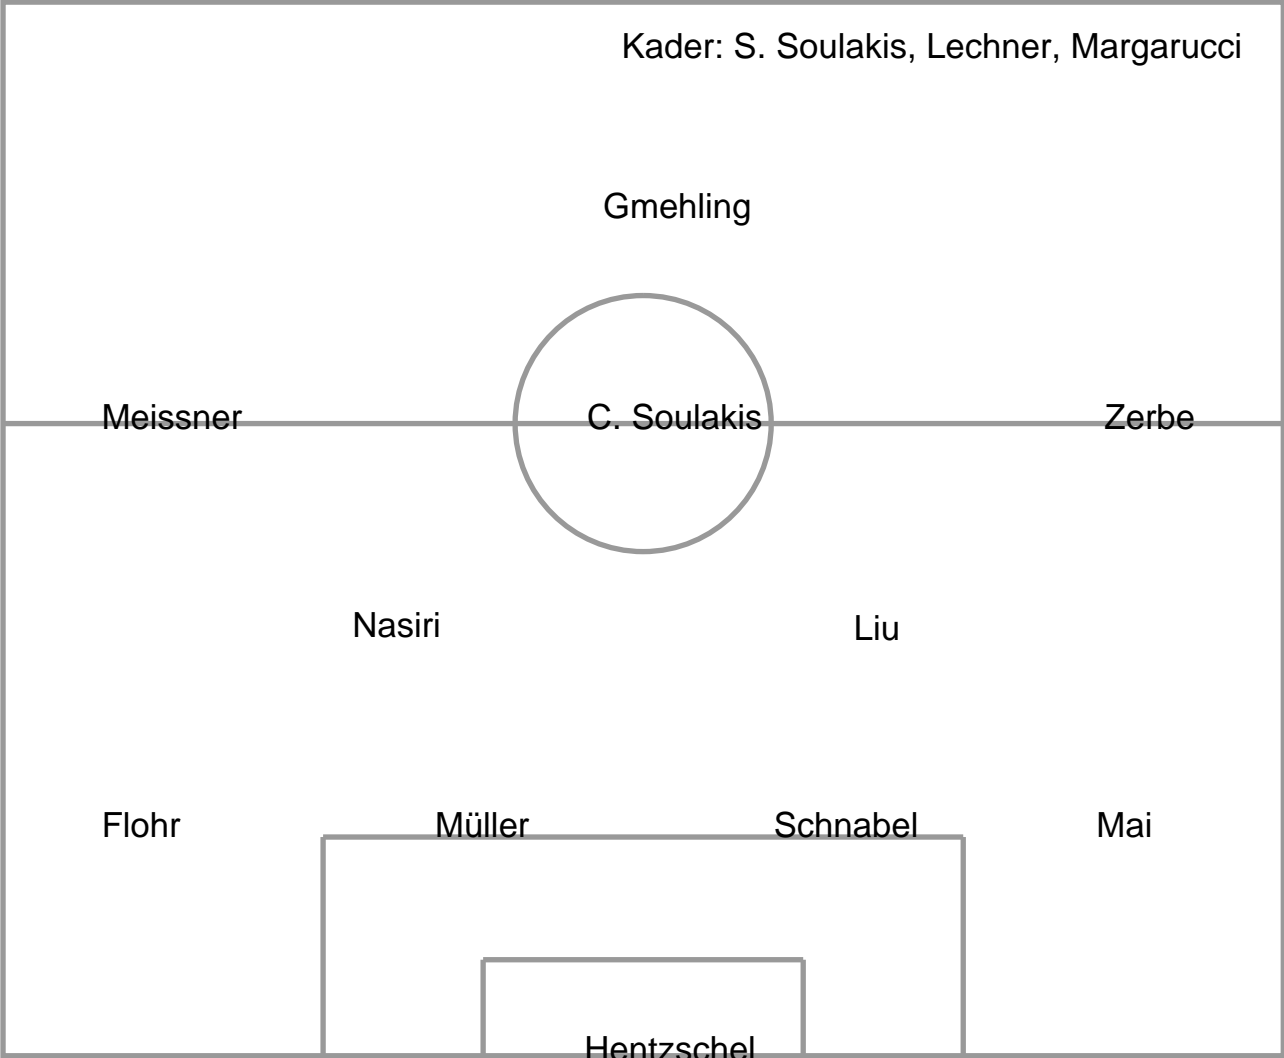 Kader: S. Soulakis, Lechner, Margarucci
Gmehling
Meissner C. Soulakis Zerbe
Nasiri Liu
Flohr Müller Schnabel Mai
Hentzschel